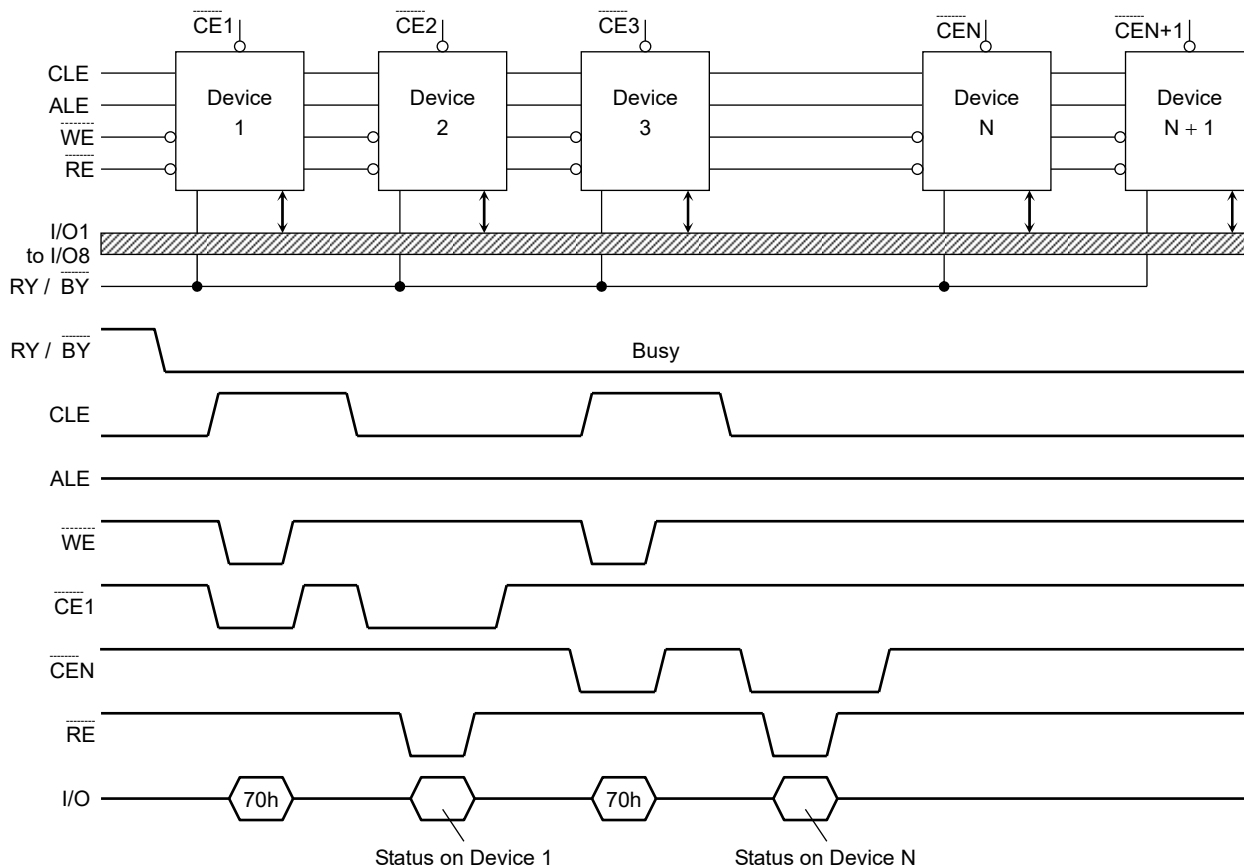 CE1 CE2 CE3 CEN CEN+1
CLE
ALE
WE
RE
Device 1
Device 2
Device 3
Device N
Device N + 1
I/O1
to I/O8
RY / BY
RY / BY Busy
CLE
ALE
WE
CE1
CEN
RE
I/O 70h 70h
Status on Device 1 Status on Device N